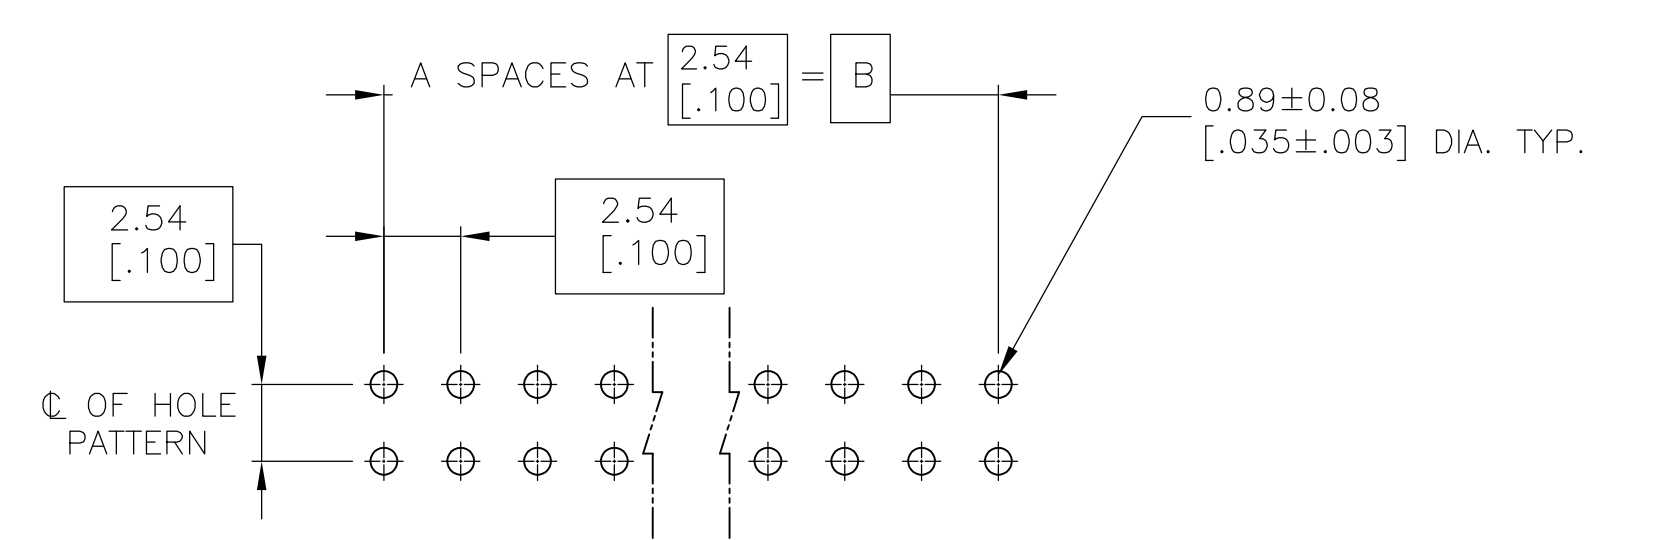 A SPACES AT 2.54 [.100] = B
0.89±0.08
[.035±.003] DIA. TYP.
2.54
[.100]
2.54
[.100]
℄ OF HOLE
PATTERN